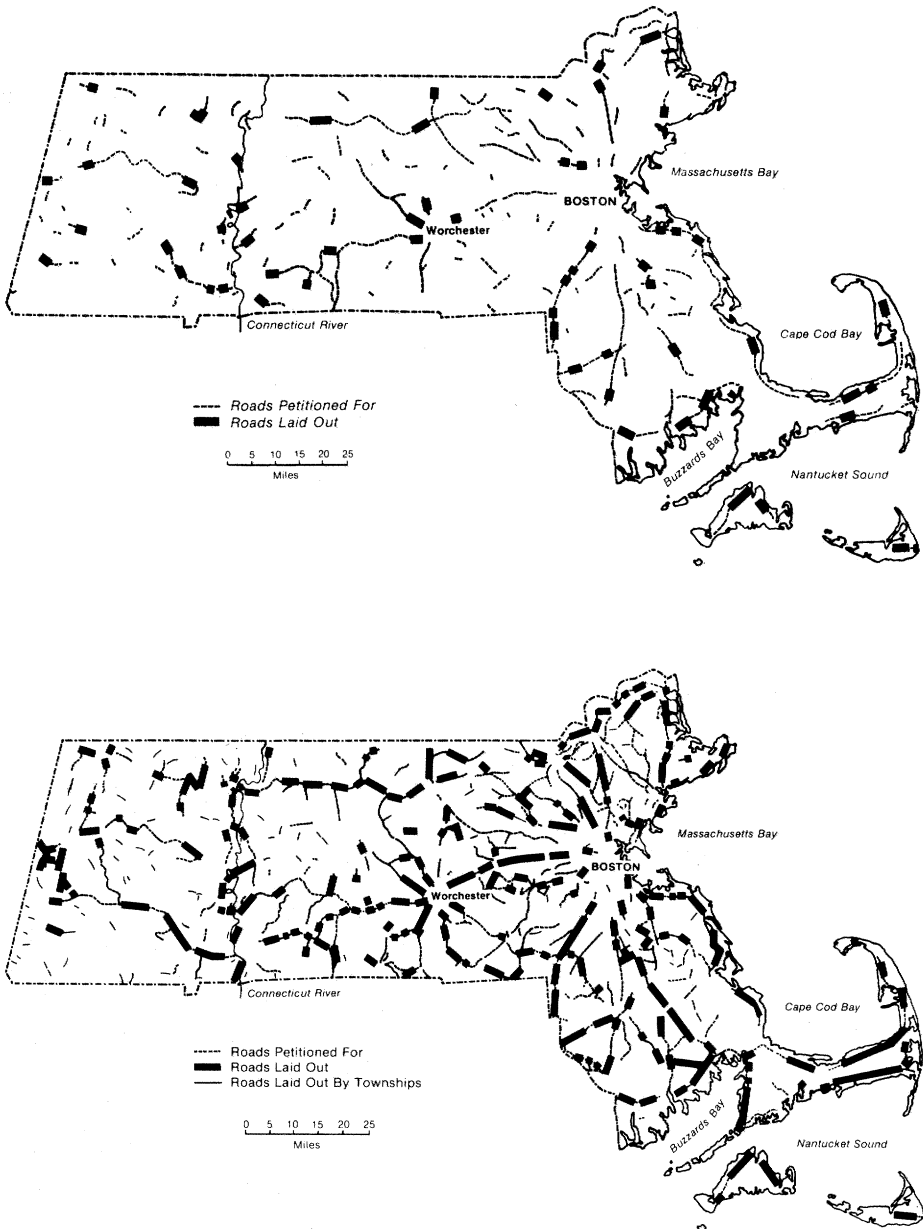 Massachusetts Bay
BOSTON
Worchester
Connecticut River
Cape Cod Bay
Roads Petitioned For
Roads Laid Out
0 5 10 15 20 25
Miles
Buzzards Bay
Nantucket Sound
Massachusetts Bay
BOSTON
Worchester
Connecticut River
Cape Cod Bay
Roads Petitioned For
Roads Laid Out
Roads Laid Out By Townships
0 5 10 15 20 25
Miles
Buzzards Bay
Nantucket Sound